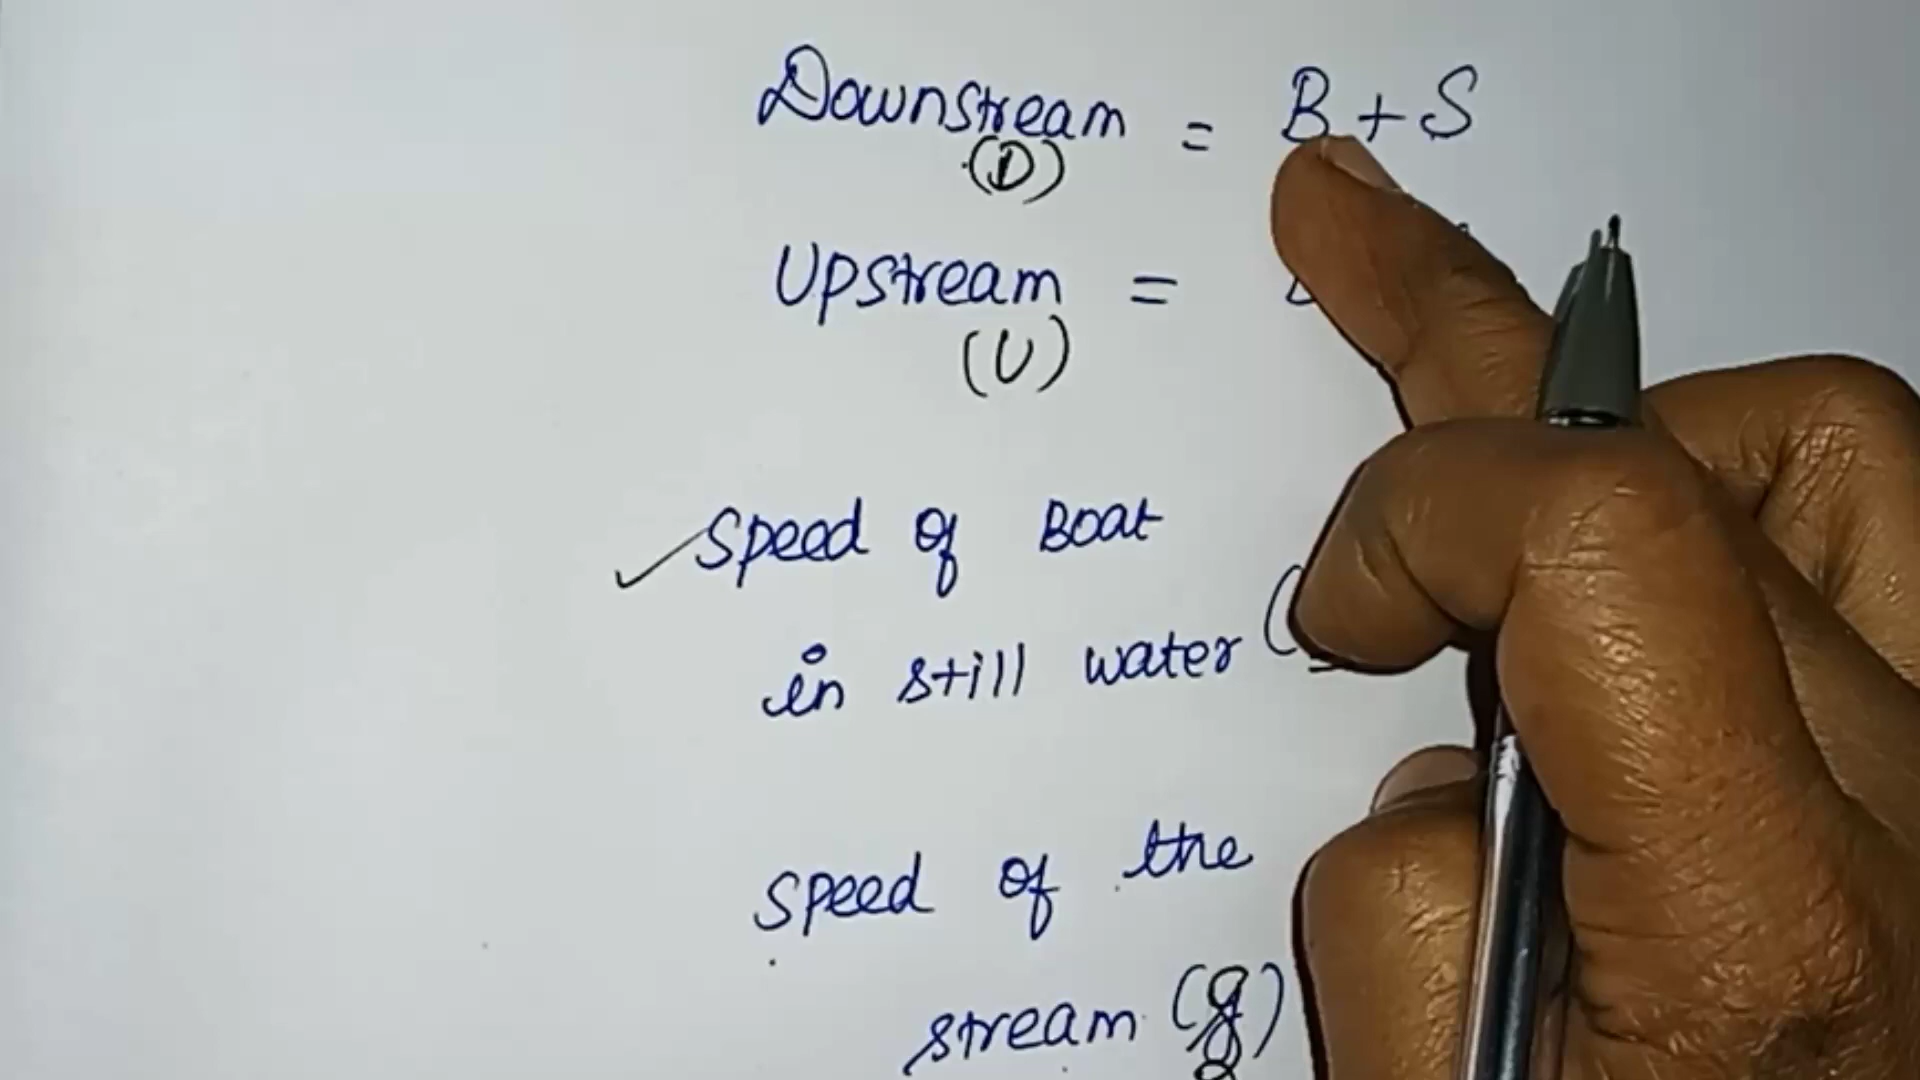 Downstream = B + S
(D)
Upstream =
(U)
Speed of Boat
in still water (
speed of the
stream